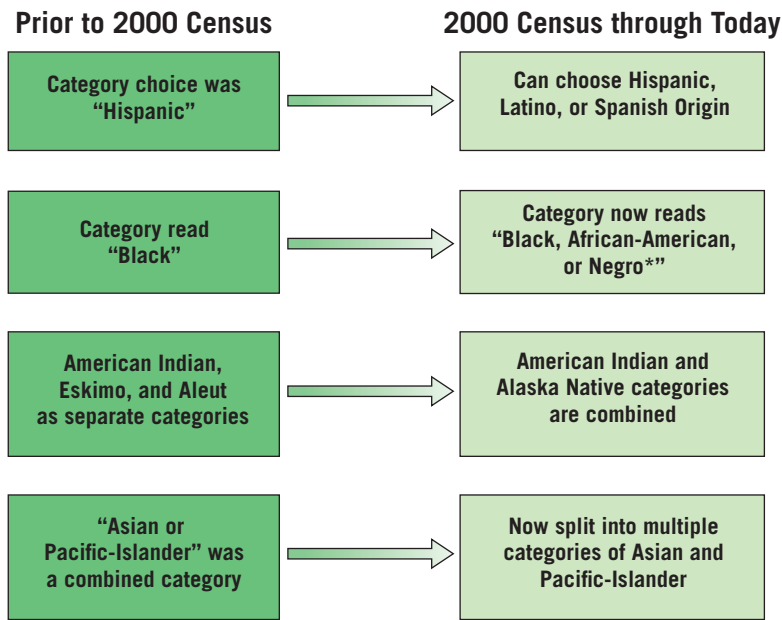 Prior to 2000 Census
2000 Census through Today
Category choice was
“Hispanic”
Can choose Hispanic,
Latino, or Spanish Origin
Category read
“Black”
Category now reads
“Black, African-American,
or Negro*”
American Indian,
Eskimo, and Aleut
as separate categories
American Indian and
Alaska Native categories
are combined
“Asian or
Pacific-Islander” was
a combined category
Now split into multiple
categories of Asian and
Pacific-Islander